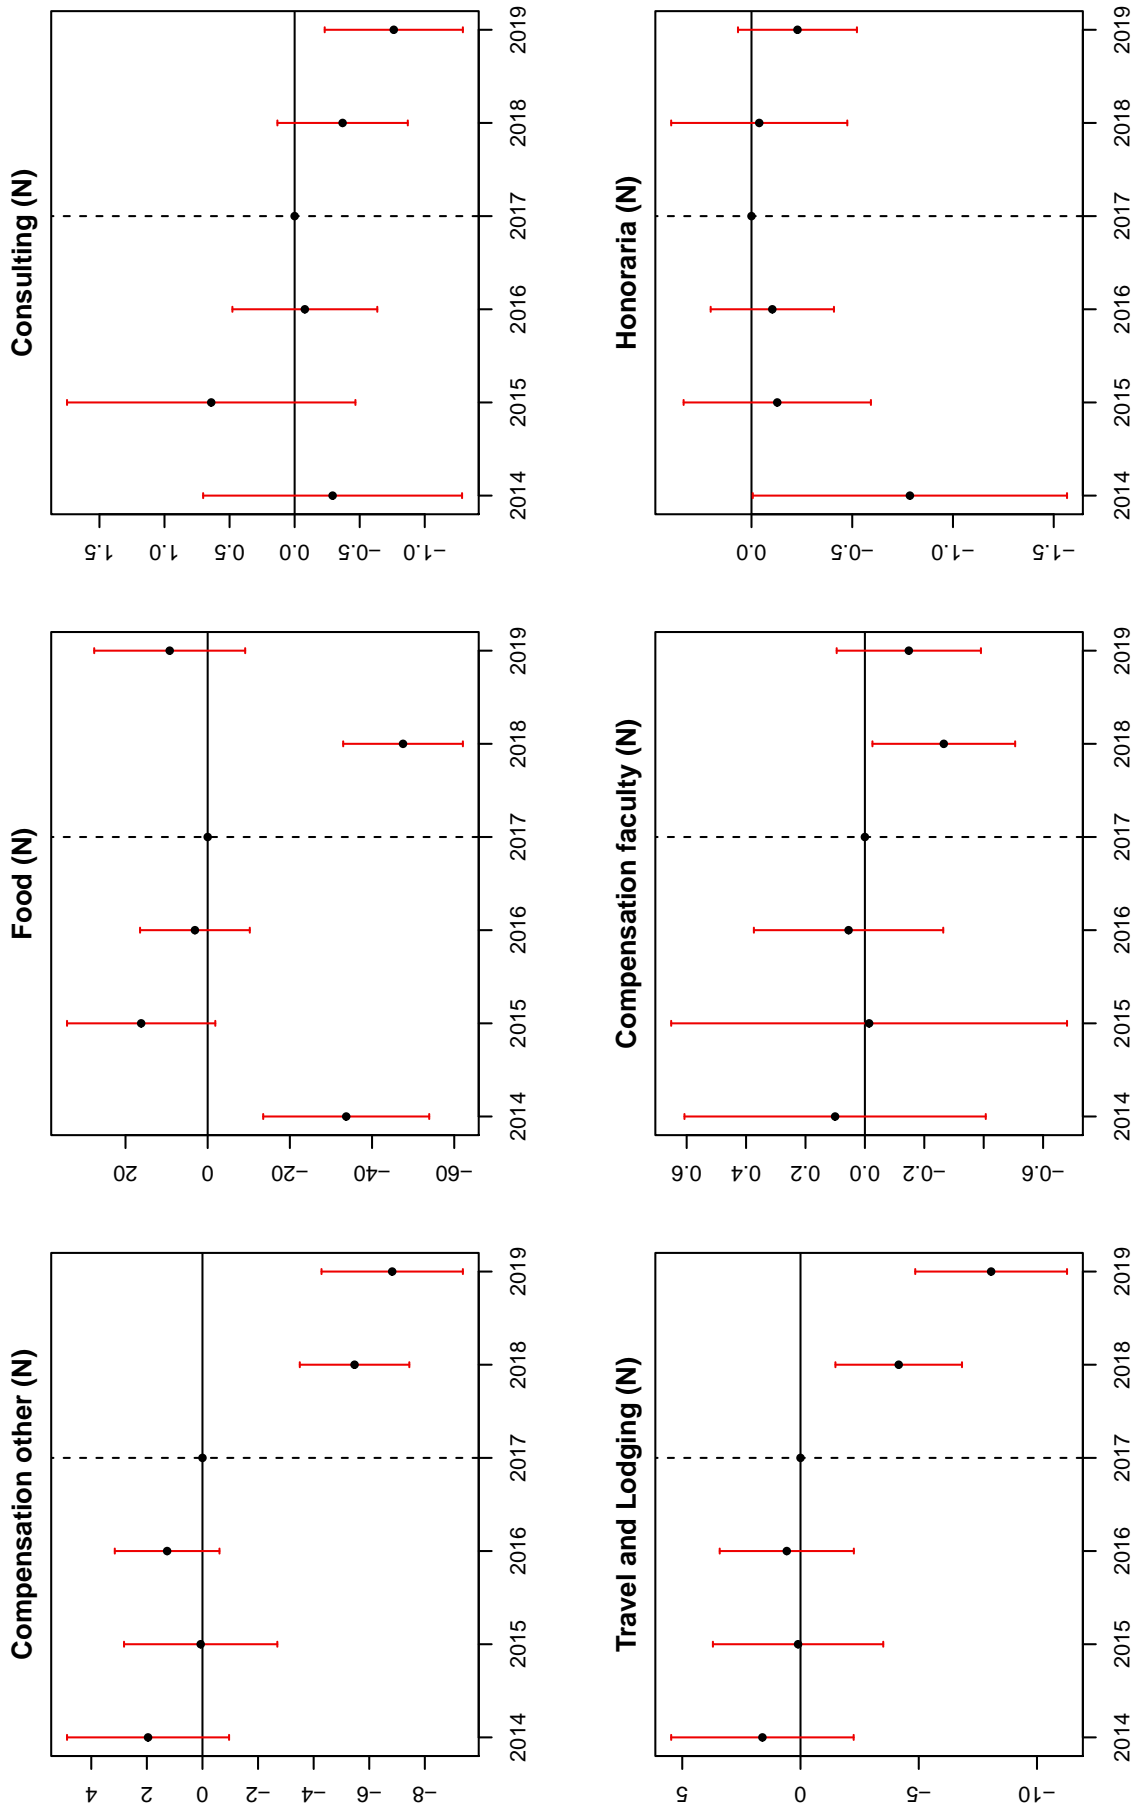 Compensation other (N)
−8 −6 −4 −2 0 2 4
2014 2015 2016 2017 2018 2019
Food (N)
−60 −40 −20 0 20
2014 2015 2016 2017 2018 2019
Consulting (N)
−1.0 −0.5 0.0 0.5 1.0 1.5
2014 2015 2016 2017 2018 2019
Travel and Lodging (N)
−10 −5 0 5
2014 2015 2016 2017 2018 2019
Compensation faculty (N)
−0.6 −0.2 0.0 0.2 0.4 0.6
2014 2015 2016 2017 2018 2019
Honoraria (N)
−1.5 −1.0 −0.5 0.0
2014 2015 2016 2017 2018 2019